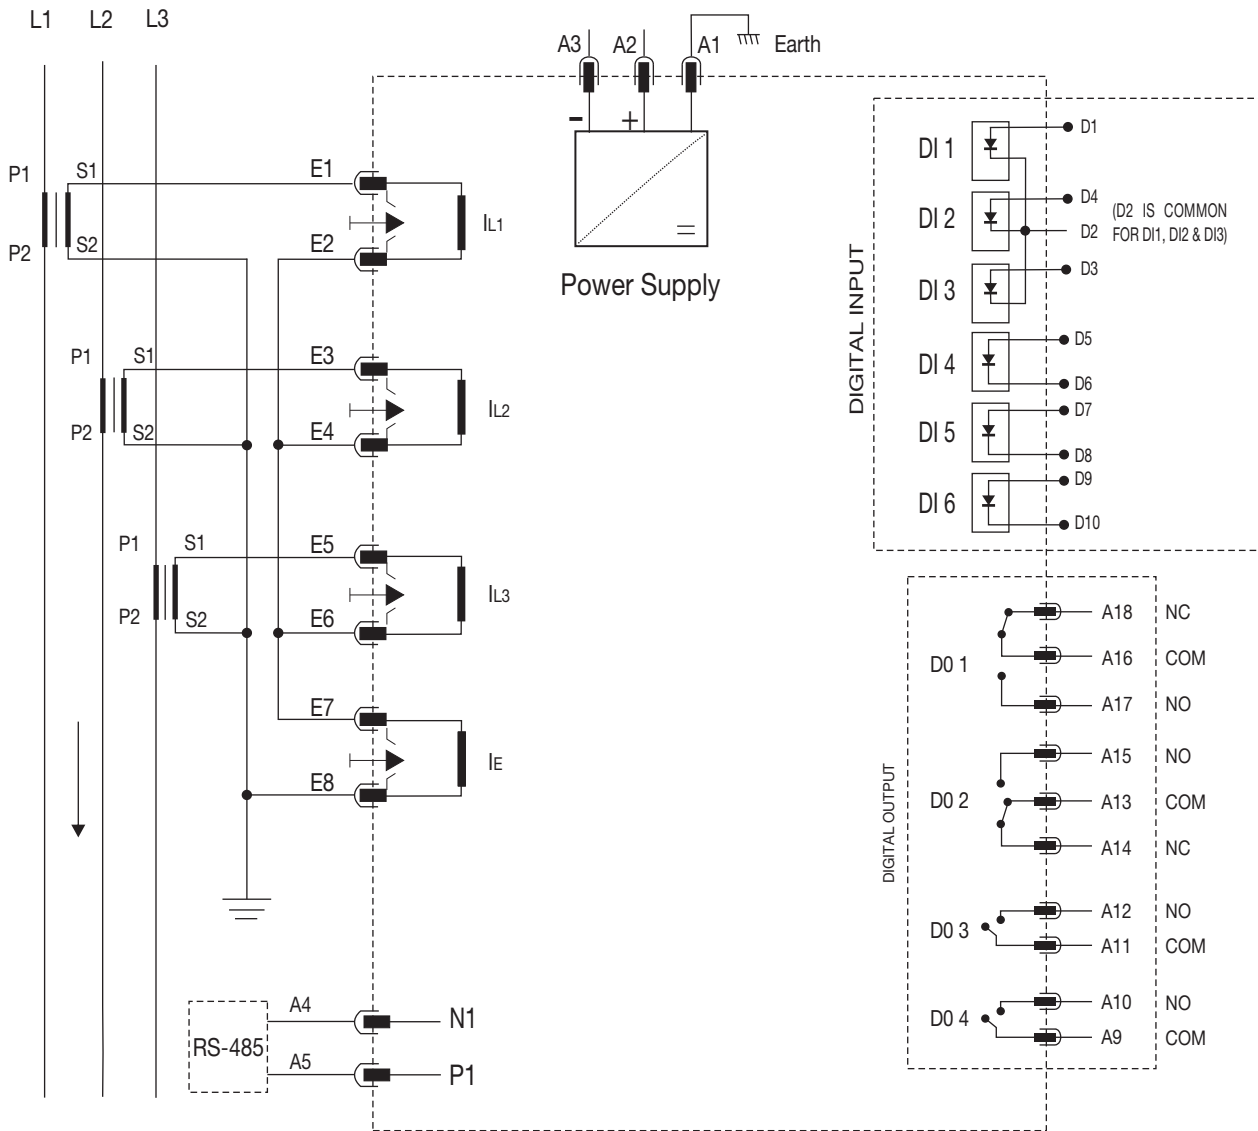 L1 L2 L3
A3 A2 A1 Earth
- +
Power Supply
P1 S1 E1
IL1
P2 S2 E2
P1 S1 E3
IL2
P2 S2 E4
P1 S1 E5
IL3
P2 S2 E6
E7
IE
E8
RS-485
A4 N1
A5 P1
DIGITAL INPUT
DI 1 D1
DI 2 D4
D2 (D2 IS COMMON
FOR DI1, DI2 & DI3)
DI 3 D3
DI 4 D5
D6
DI 5 D7
D8
DI 6 D9
D10
DIGITAL OUTPUT
A18 NC
D0 1 A16 COM
A17 NO
A15 NO
D0 2 A13 COM
A14 NC
A12 NO
D0 3 A11 COM
A10 NO
D0 4 A9 COM